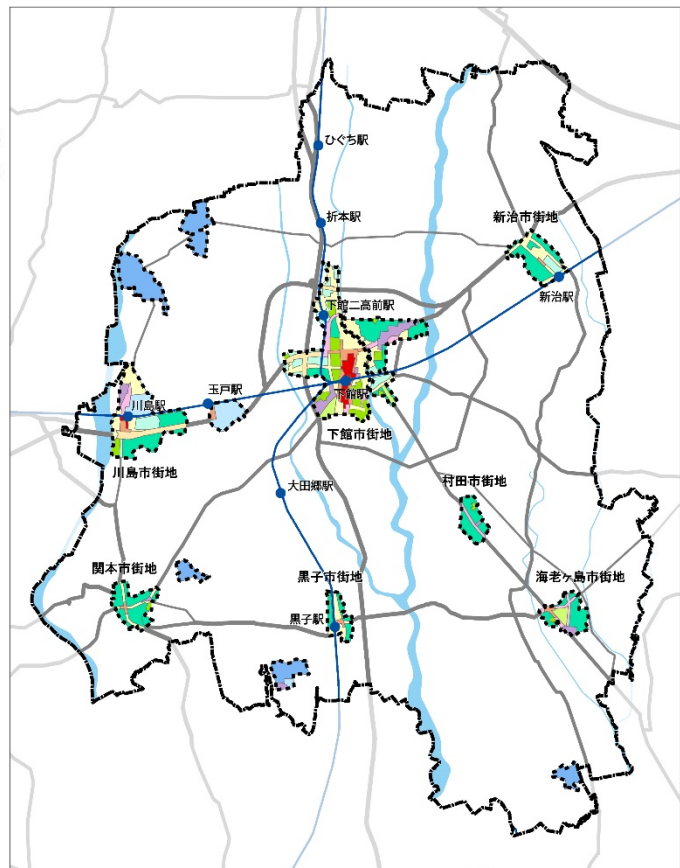 ひぐち駅
折本駅
新治市街地
新治駅
下館二高前駅
玉戸駅
川島駅
下館駅
下館市街地
川島市街地
大田郷駅
村田市街地
関本市街地
黒子市街地
海老ヶ島市街地
黒子駅